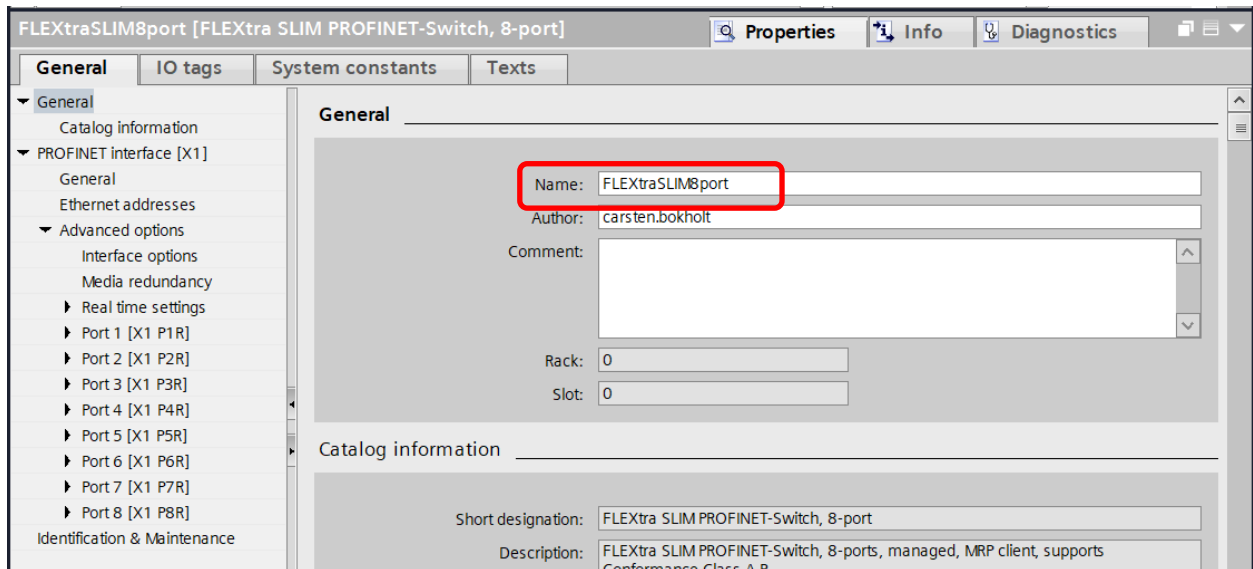 FLEXtraSLIM8port [FLEXtra SLIM PROFINET-Switch, 8-port]
Properties
Info
Diagnostics
General
IO tags
System constants
Texts
General
Catalog information
PROFINET interface [X1]
General
Ethernet addresses
Advanced options
Interface options
Media redundancy
Real time settings
Port 1 [X1 P1R]
Port 2 [X1 P2R]
Port 3 [X1 P3R]
Port 4 [X1 P4R]
Port 5 [X1 P5R]
Port 6 [X1 P6R]
Port 7 [X1 P7R]
Port 8 [X1 P8R]
Identification & Maintenance
General
Name: FLEXtraSLIM8port
Author: carsten.bokholt
Comment:
Rack: 0
Slot: 0
Catalog information
Short designation: FLEXtra SLIM PROFINET-Switch, 8-port
Description: FLEXtra SLIM PROFINET-Switch, 8-ports, managed, MRP client, supports
Conformance Class A B